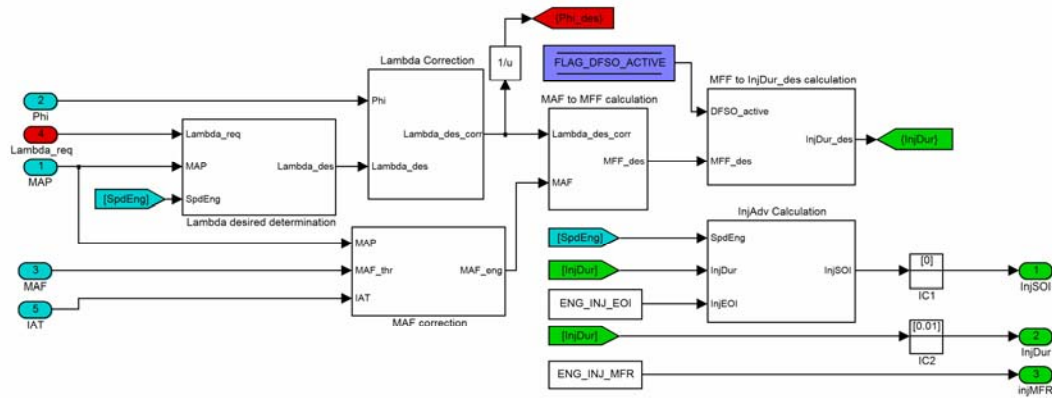 {Phi_des}
Lambda Correction
1/u
FLAG_DFSO_ACTIVE
MFF to InjDur_des calculation
2
Phi
Phi
MAF to MFF calculation
DFSO_active
4
Lambda_req
Lambda_req
Lambda_des_corr
Lambda_des_corr
InjDur_des
{InjDur}
1
MAP
MAP
Lambda_des
Lambda_des
MFF_des
MFF_des
[SpdEng]
SpdEng
MAF
Lambda desired determination
InjAdv Calculation
MAP
[SpdEng]
SpdEng
3
MAF
MAF_thr
MAF_eng
{InjDur}
InjDur
InjSOI
[0]
IC1
1
InjSOI
5
IAT
IAT
ENG_INJ_EOI
InjEOI
MAF correction
{InjDur}
[0.01]
IC2
2
InjDur
ENG_INJ_MFR
3
injMFR